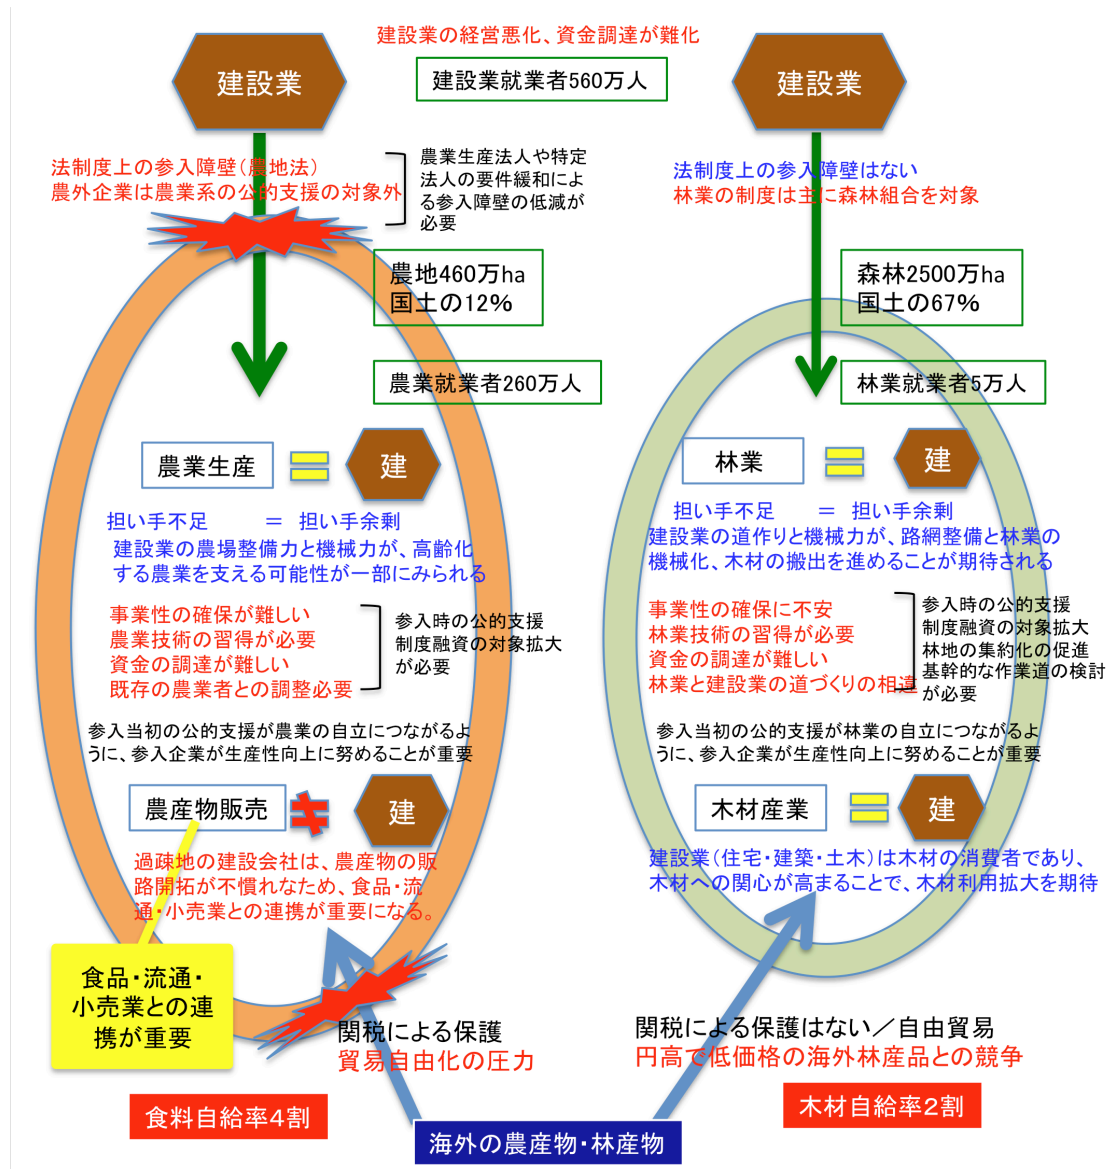 建設業の経営悪化、資金調達が難化
建設業
建設業就業者560万人
建設業
法制度上の参入障壁（農地法）
農外企業は農業系の公的支援の対象外
農業生産法人や特定
法人の要件緩和によ
る参入障壁の低減が
必要
法制度上の参入障壁はない
林業の制度は主に森林組合を対象
農地460万ha
国土の12%
森林2500万ha
国土の67%
農業就業者260万人
林業就業者5万人
農業生産
建
担い手不足 ＝ 担い手余剰
建設業の農場整備力と機械力が、高齢化
する農業を支える可能性が一部にみられる
事業性の確保が難しい
農業技術の習得が必要
資金の調達が難しい
既存の農業者との調整必要
参入時の公的支援
制度融資の対象拡大
が必要
参入当初の公的支援が農業の自立につながるよ
うに、参入企業が生産性向上に努めることが重要
農産物販売
建
過疎地の建設会社は、農産物の販
路開拓が不慣れなため、食品・流
通・小売業との連携が重要になる。
食品・流通・
小売業との連
携が重要
林業
建
担い手不足 ＝ 担い手余剰
建設業の道作りと機械力が、路網整備と林業の
機械化、木材の搬出を進めることが期待される
事業性の確保に不安
林業技術の習得が必要
資金の調達が難しい
林業と建設業の道づくりの相違
参入時の公的支援
制度融資の対象拡大
林地の集約化の促進
基幹的な作業道の検討
が必要
参入当初の公的支援が林業の自立につながるよ
うに、参入企業が生産性向上に努めることが重要
木材産業
建
建設業（住宅・建築・土木）は木材の消費者であり、
木材への関心が高まることで、木材利用拡大を期待
関税による保護
貿易自由化の圧力
関税による保護はない／自由貿易
円高で低価格の海外林産品との競争
食料自給率４割
木材自給率２割
海外の農産物・林産物